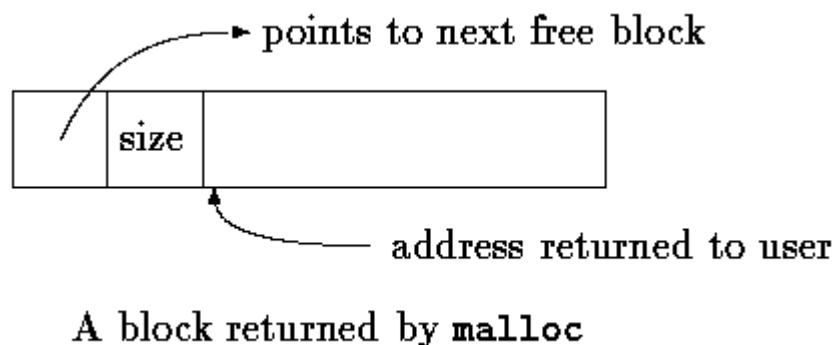 points to next free block
size
address returned to user
A block returned by malloc